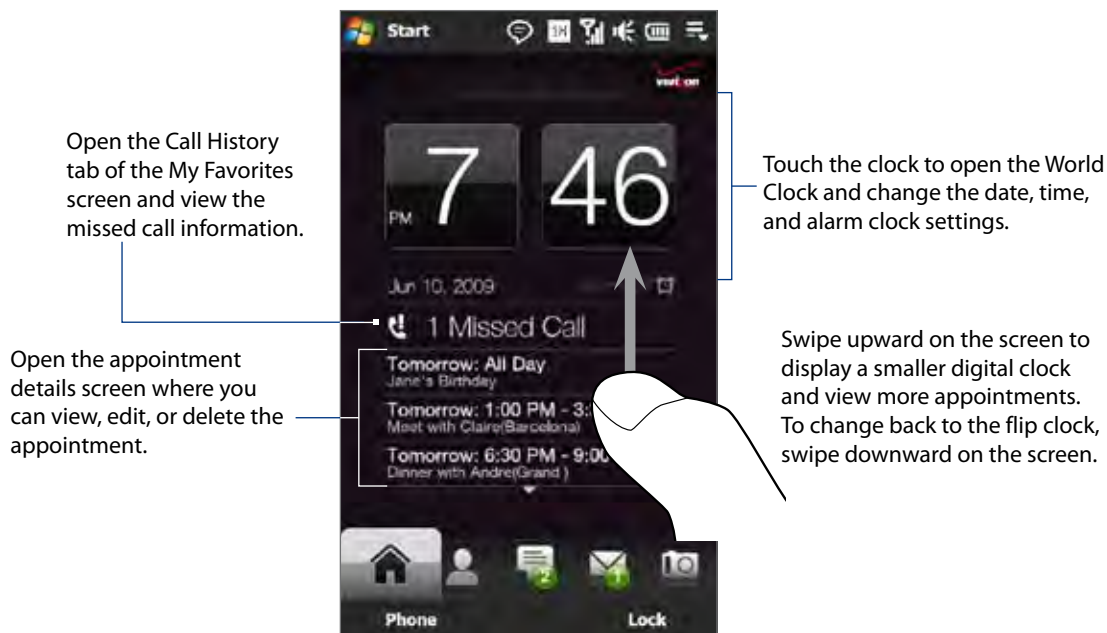 Start
1H
verizon
Open the Call History
tab of the My Favorites
screen and view the
missed call information.
7
PM
46
Touch the clock to open the World
Clock and change the date, time,
and alarm clock settings.
Jun 10, 2009
1 Missed Call
Open the appointment
details screen where you
can view, edit, or delete the
appointment.
Tomorrow: All Day
Jane's Birthday
Tomorrow: 1:00 PM - 3:
Meet with Claire(Barcelona)
Tomorrow: 6:30 PM - 9:00
Dinner with Andre(Grand )
Swipe upward on the screen to
display a smaller digital clock
and view more appointments.
To change back to the flip clock,
swipe downward on the screen.
2
1
Phone
Lock